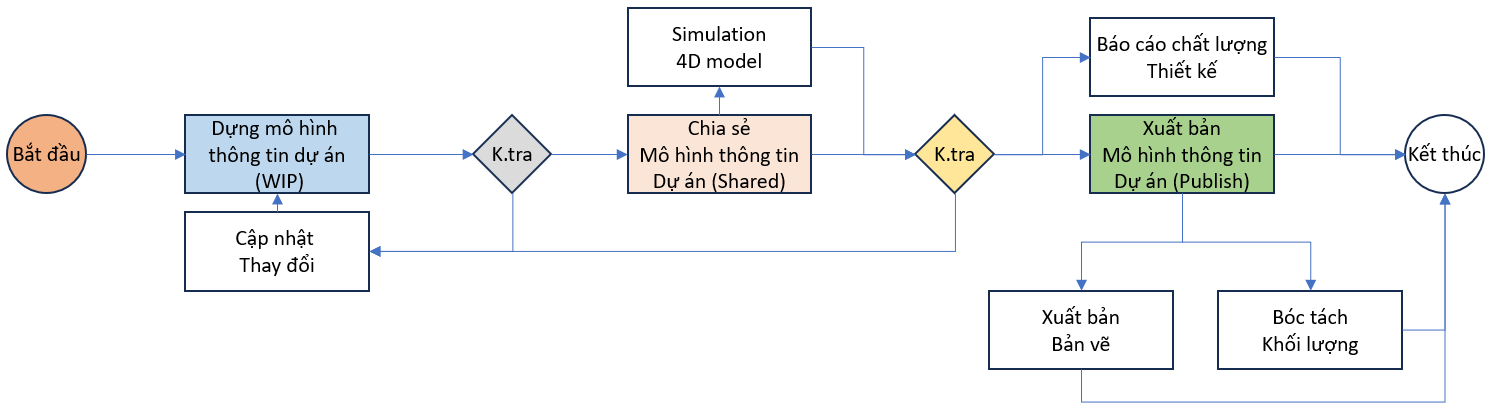 Bắt đầu
Dựng mô hình
thông tin dự án
(WIP)
Cập nhật
Thay đổi
K.tra
Simulation
4D model
Chia sẻ
Mô hình thông tin
Dự án (Shared)
K.tra
Báo cáo chất lượng
Thiết kế
Xuất bản
Mô hình thông tin
Dự án (Publish)
Xuất bản
Bản vẽ
Bóc tách
Khối lượng
Kết thúc